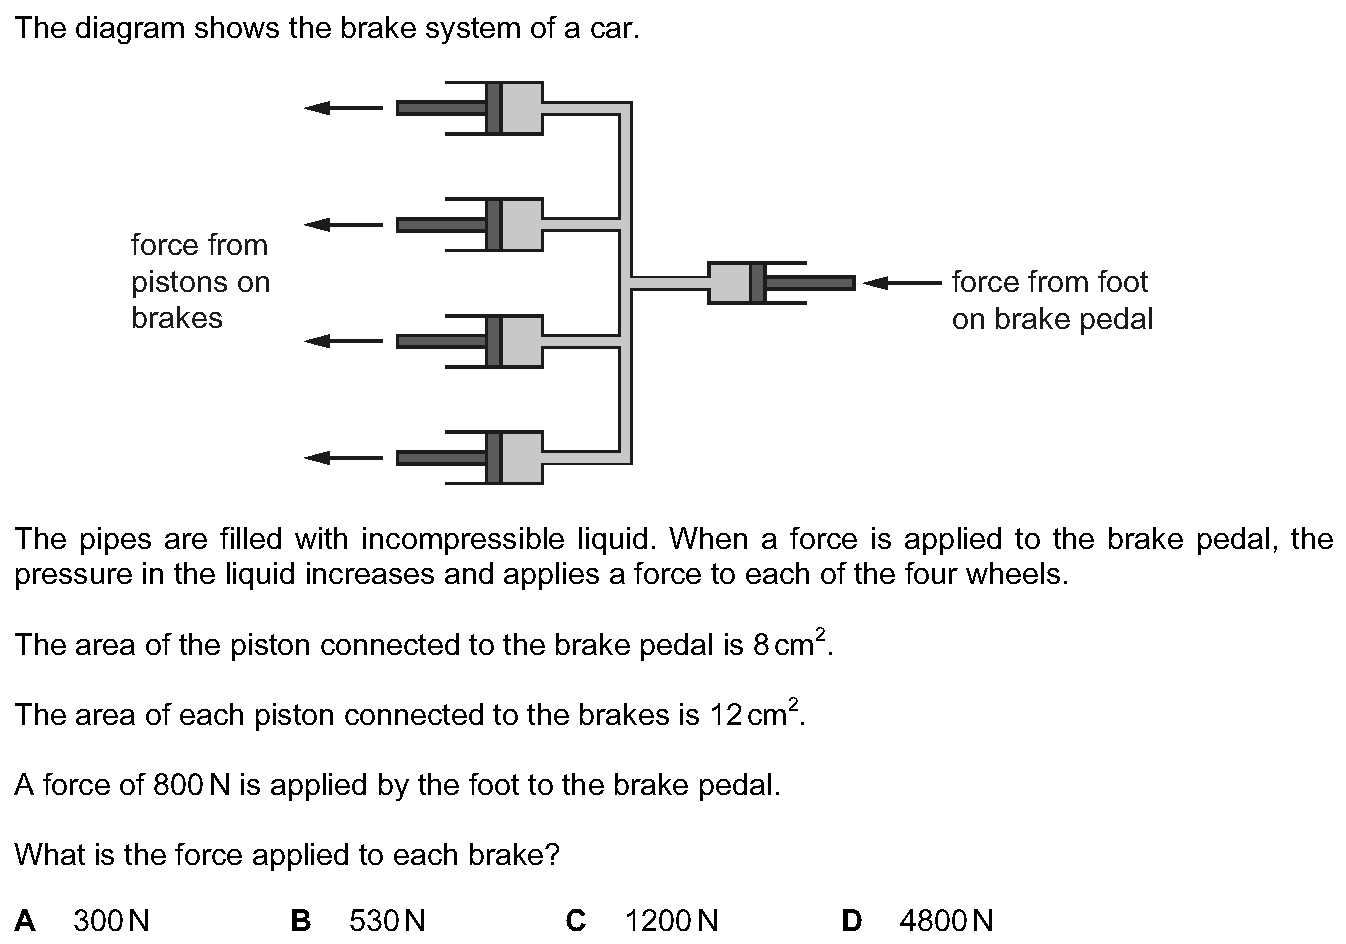 The diagram shows the brake system of a car.
force from
pistons on
brakes
force from foot
on brake pedal
The pipes are filled with incompressible liquid. When a force is applied to the brake pedal, the
pressure in the liquid increases and applies a force to each of the four wheels.
The area of the piston connected to the brake pedal is 8 cm².
The area of each piston connected to the brakes is 12 cm².
A force of 800 N is applied by the foot to the brake pedal.
What is the force applied to each brake?
A 300 N B 530 N C 1200 N D 4800 N